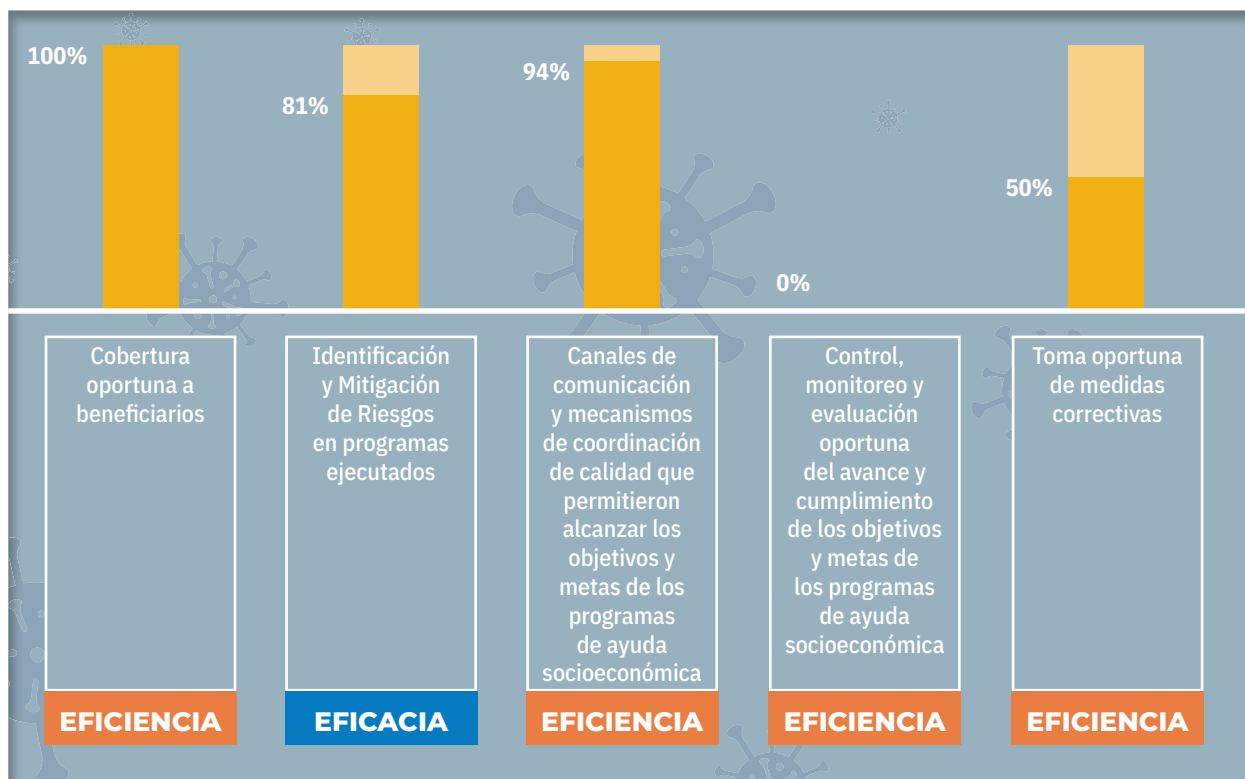 100%
81%
94%
0%
50%
Cobertura
oportuna a
beneficiarios
EFICIENCIA
Identificación
y Mitigación
de Riesgos
en programas
ejecutados
EFICACIA
Canales de
comunicación
y mecanismos
de coordinación
de calidad que
permitieron
alcanzar los
objetivos y
metas de los
programas
de ayuda
socioeconómica
EFICIENCIA
Control,
monitoreo y
evaluación
oportuna
del avance y
cumplimiento
de los objetivos
y metas de
los programas
de ayuda
socioeconómica
EFICIENCIA
Toma oportuna
de medidas
correctivas
EFICIENCIA